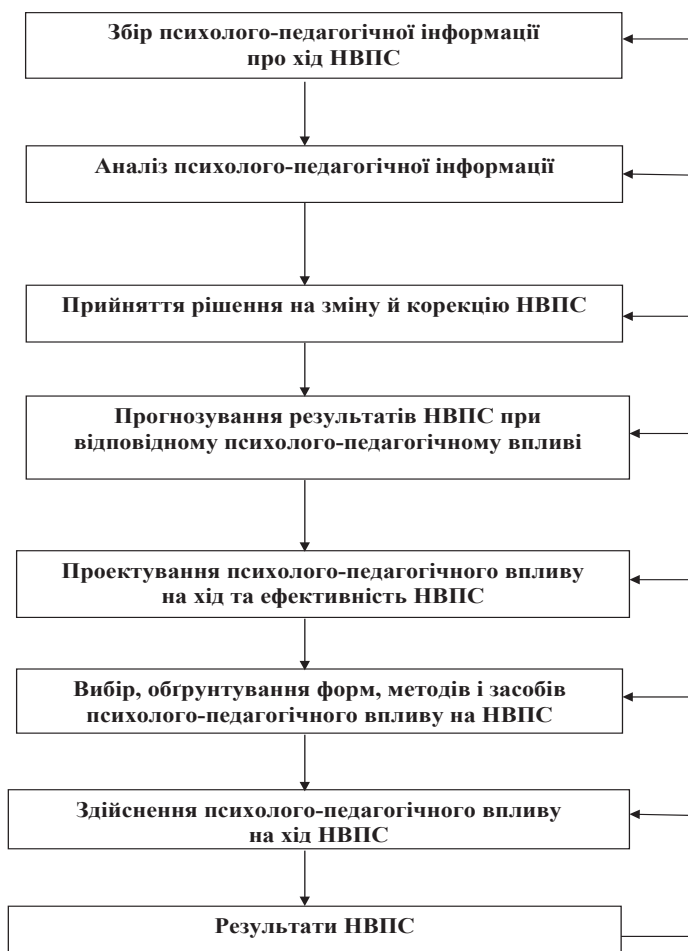 Збір психолого-педагогічної інформації
про хід НВПС
Аналіз психолого-педагогічної інформації
Прийняття рішення на зміну й корекцію НВПС
Прогнозування результатів НВПС при
відповідному психолого-педагогічному впливі
Проектування психолого-педагогічного впливу
на хід та ефективність НВПС
Вибір, обґрунтування форм, методів і засобів
психолого-педагогічного впливу на НВПС
Здійснення психолого-педагогічного впливу
на хід НВПС
Результати НВПС